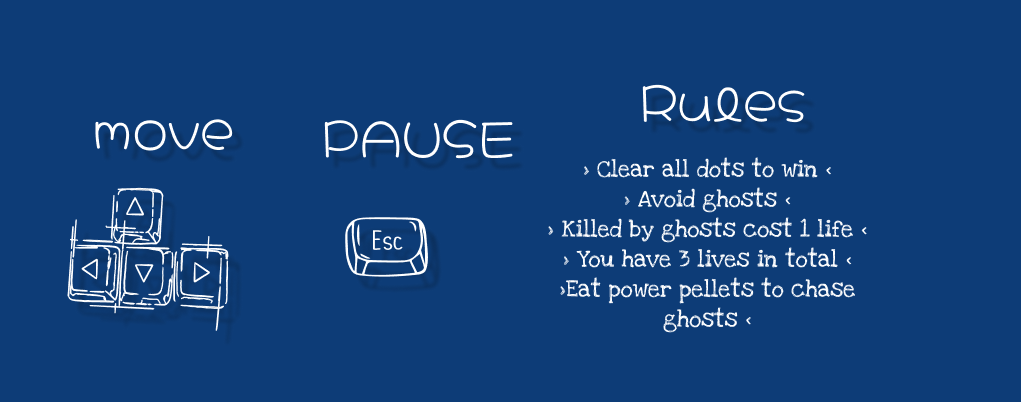 move
PAUSE
Esc
Rules
› Clear all dots to win ‹
› Avoid ghosts ‹
› Killed by ghosts cost 1 life ‹
› You have 3 lives in total ‹
›Eat power pellets to chase
ghosts ‹